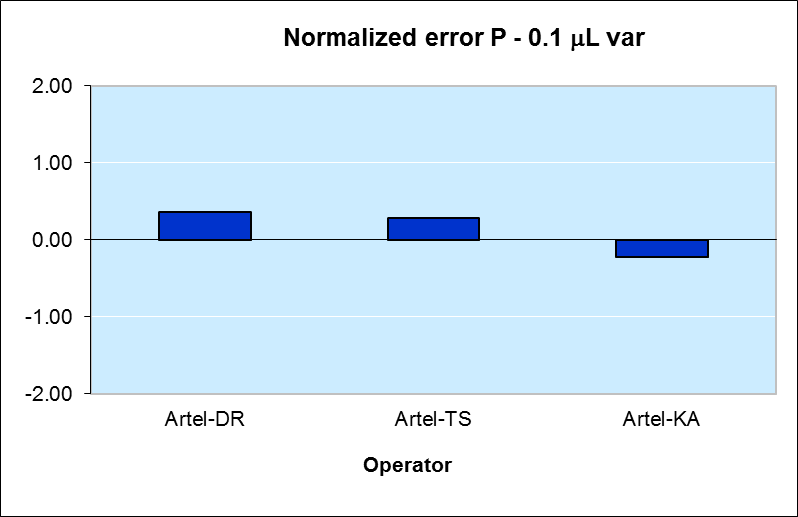 Normalized error P - 0.1 μL var
2.00
1.00
0.00
-1.00
-2.00
Artel-DR Artel-TS Artel-KA
Operator